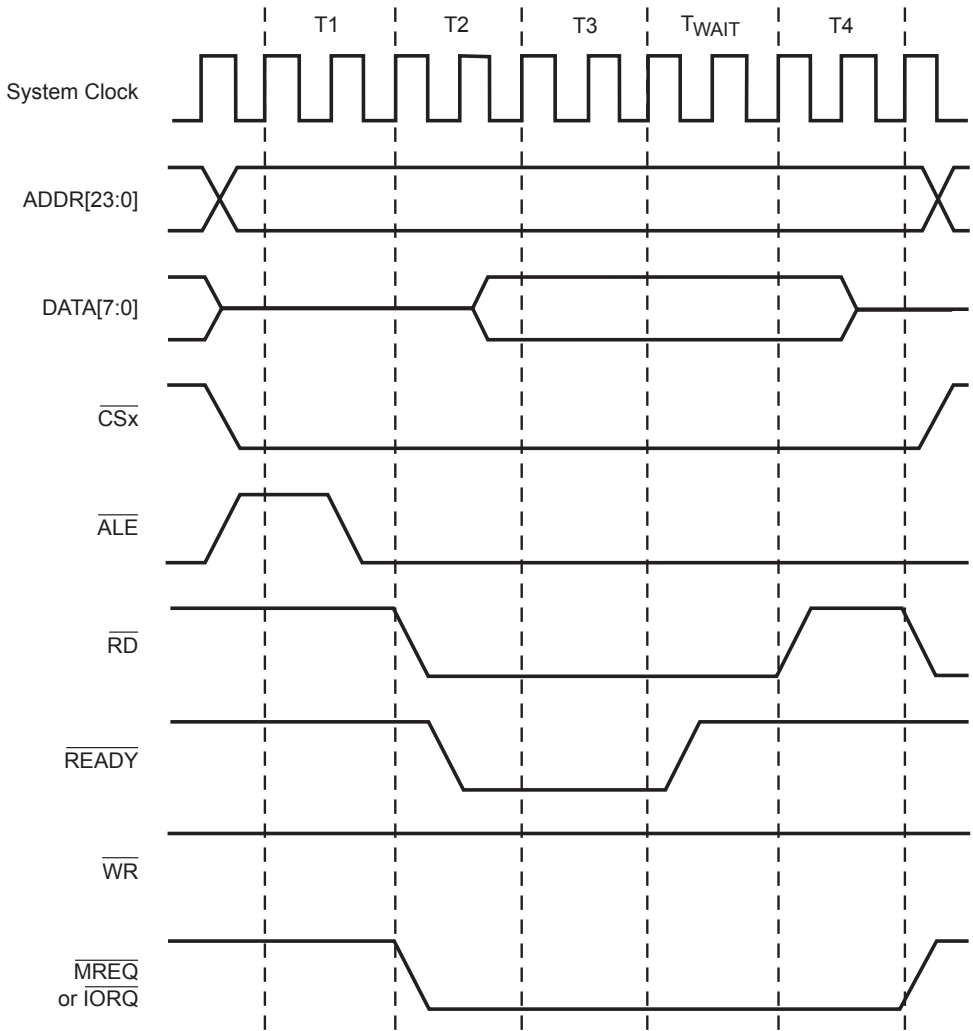 T1 T2 T3 TWAIT T4
System Clock
ADDR[23:0]
DATA[7:0]
CSx
ALE
RD
READY
WR
MREQ
or IORQ